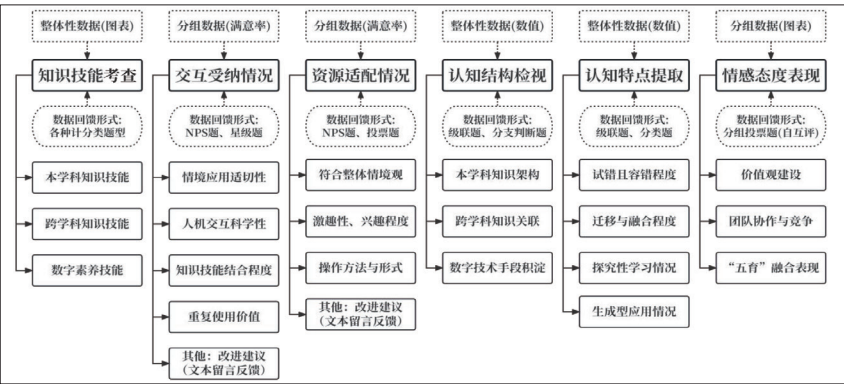 整体性数据(图表)
分组数据(满意率)
分组数据(满意率)
整体性数据(数值)
整体性数据(数值)
分组数据(图表)
知识技能考查
交互受纳情况
资源适配情况
认知结构检视
认知特点提取
情感态度表现
数据回馈形式:
各种计分类题型
数据回馈形式:
NPS题、星级题
数据回馈形式:
NPS题、投票题
数据回馈形式:
级联题、分支判断题
数据回馈形式:
级联题、分类题
数据回馈形式:
分组投票题(自互评)
本学科知识技能
情境应用适切性
符合整体情境观
本学科知识架构
试错且容错程度
价值观建设
跨学科知识技能
人机交互科学性
激趣性、兴趣程度
跨学科知识关联
迁移与融合程度
团队协作与竞争
数字素养技能
知识技能结合程度
操作方法与形式
数字技术手段积淀
探究性学习情况
“五育”融合表现
重复使用价值
其他：改进建议
（文本留言反馈）
生成型应用情况
其他：改进建议
（文本留言反馈）